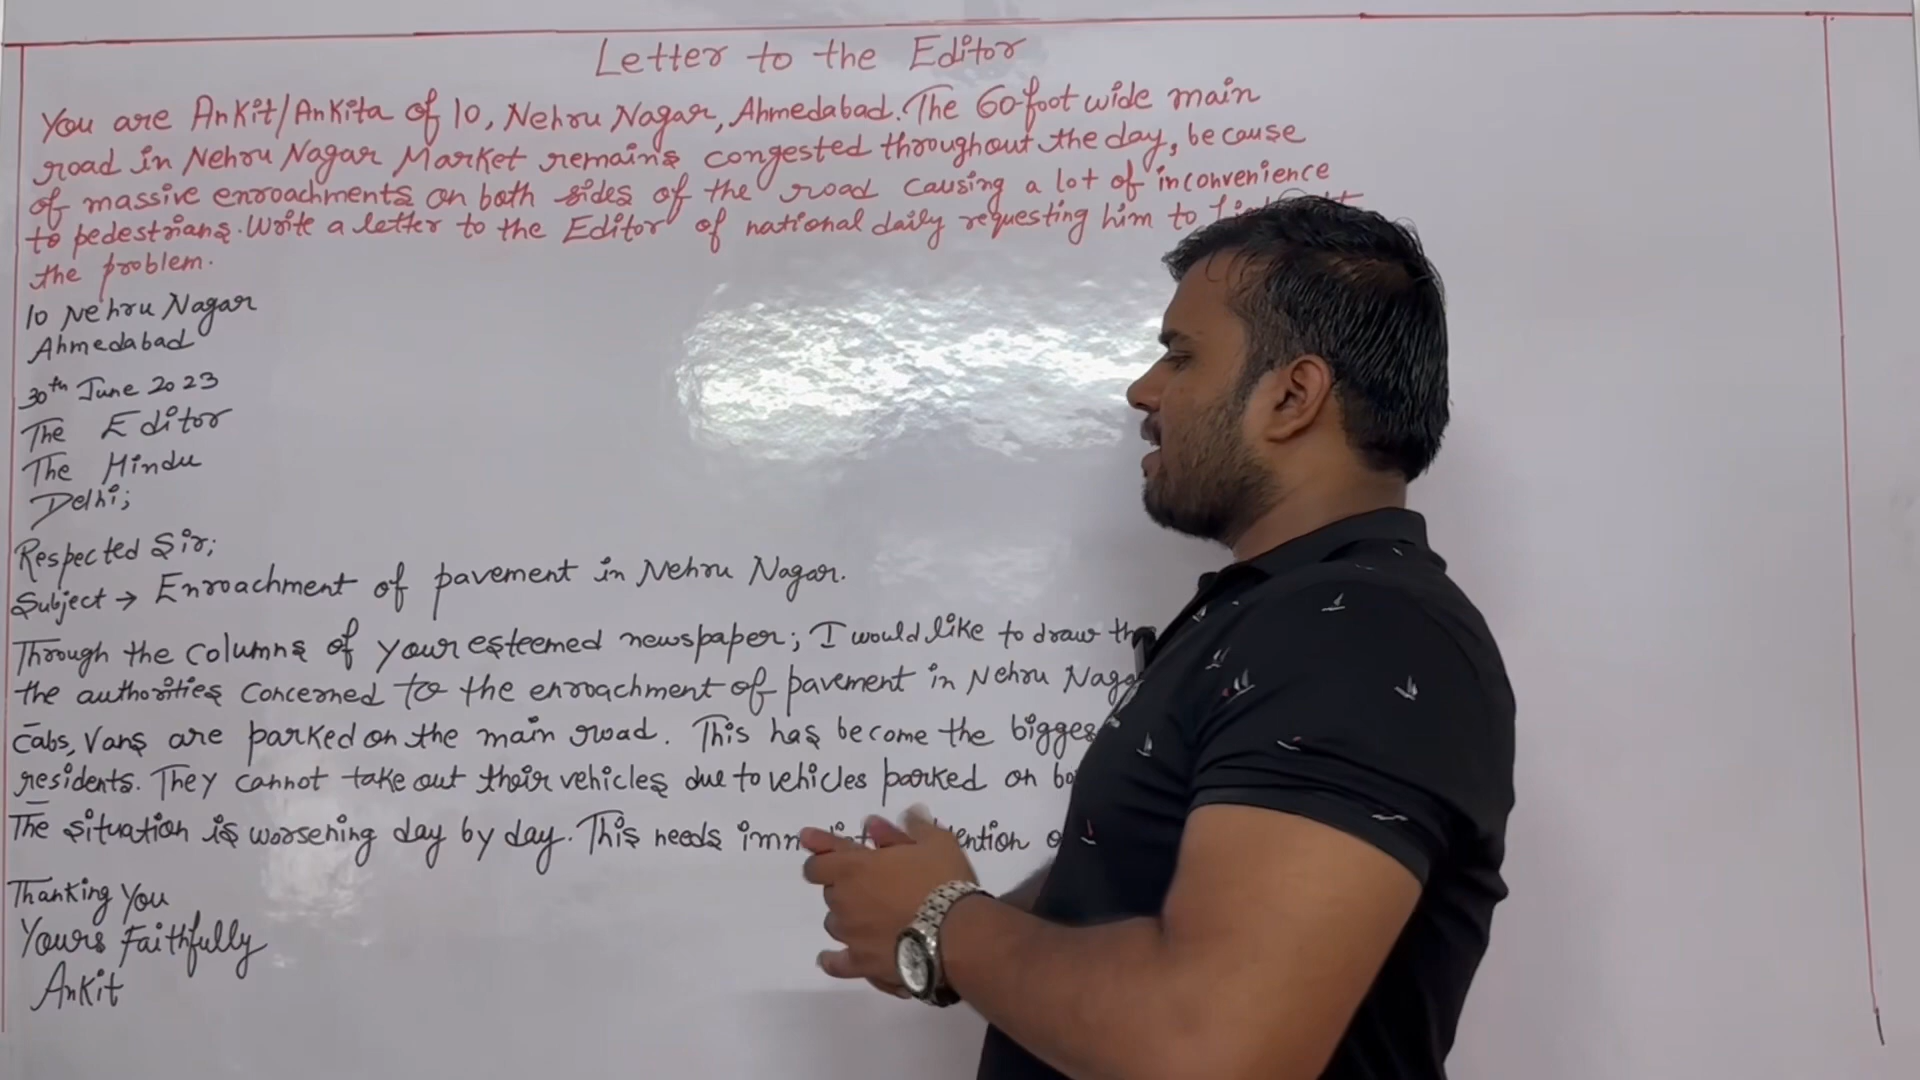 Letter to the Editor
You are Ankit/Ankita of 10, Nehru Nagar, Ahmedabad. The 60-foot wide main
road in Nehru Nagar Market remains congested throughout the day, because
of massive enroachments on both sides of the road causing a lot of inconvenience
to pedestrians. Write a letter to the Editor of national daily requesting him to
the problem.
10 Nehru Nagar
Ahmedabad
30th June 2023
The Editor
The Hindu
Delhi;
Respected Sir;
Subject → Enroachment of pavement in Nehru Nagar.
Through the columns of your esteemed newspaper; I would like to draw
the authorities concerned to the enroachment of pavement in Nehru
cabs, Vans are parked on the main road. This has become the
residents. They cannot take out their vehicles due to vehicles parked on
The situation is worsening day by day. This needs
Thanking You
Yours Faithfully
Ankit